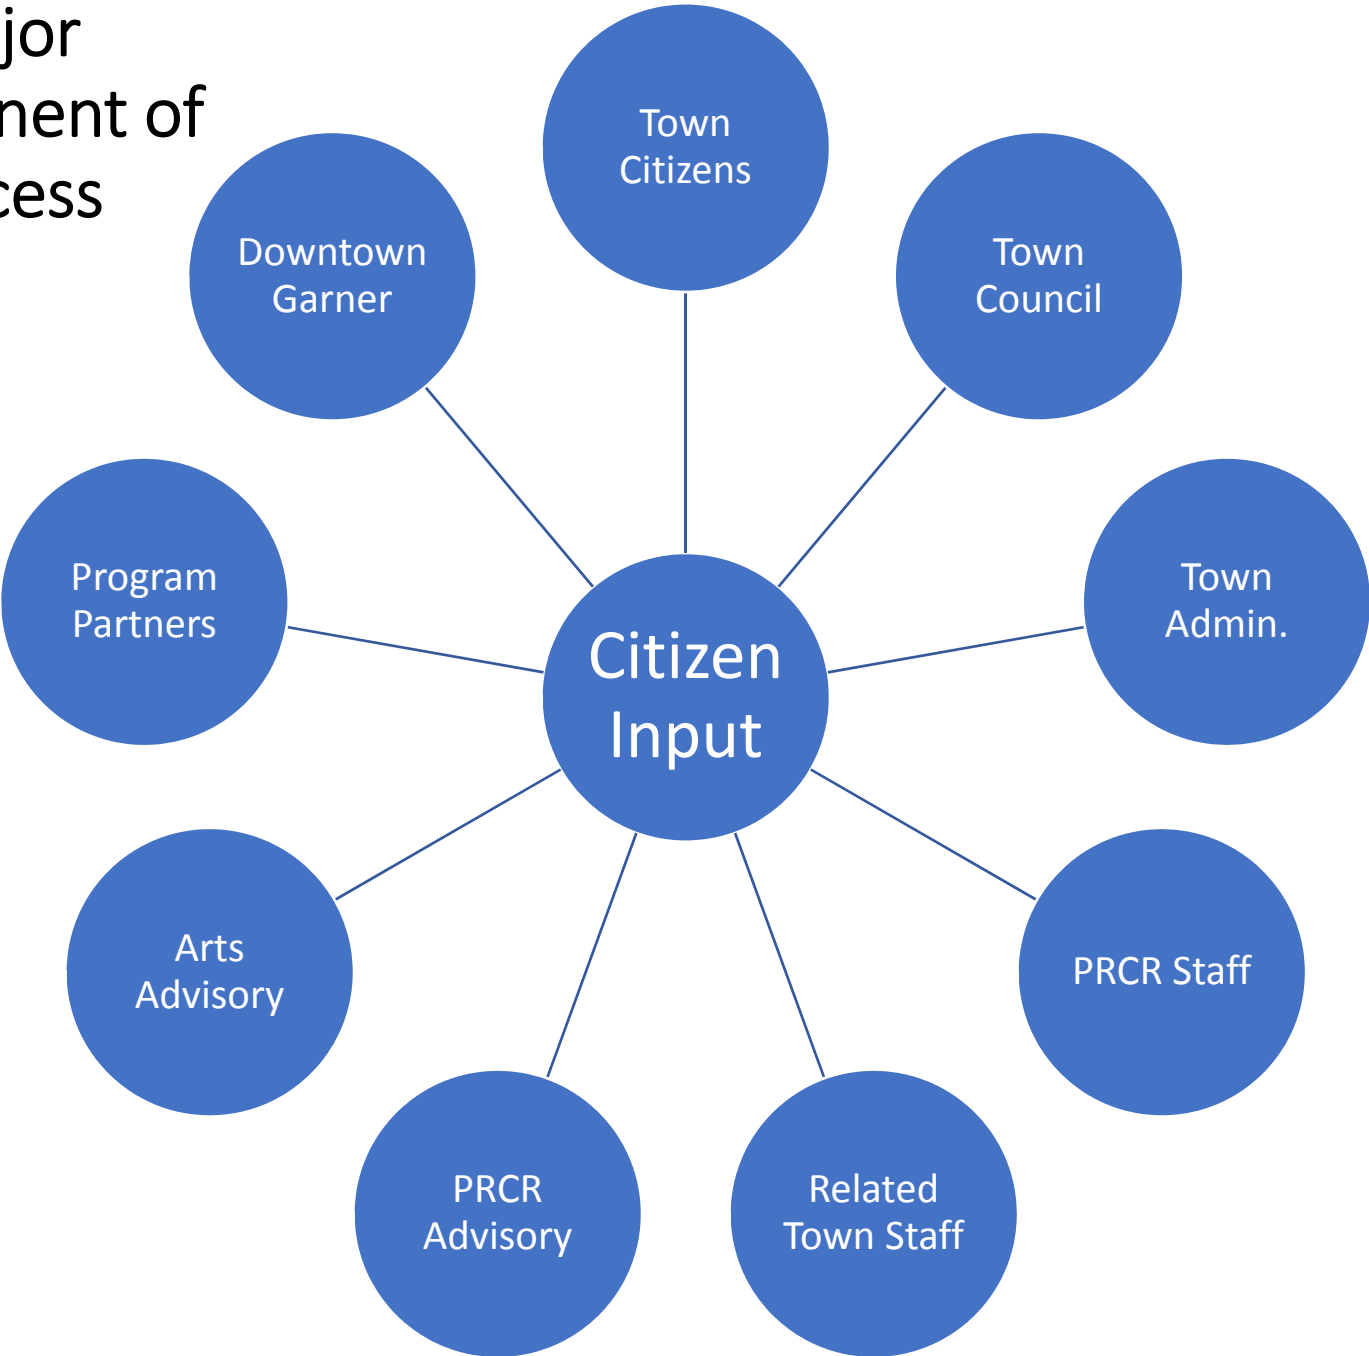 jor
nent of
cess
Town
Citizens
Downtown
Garner
Town
Council
Program
Partners
Town
Admin.
Citizen
Input
Arts
Advisory
PRCR Staff
PRCR
Advisory
Related
Town Staff